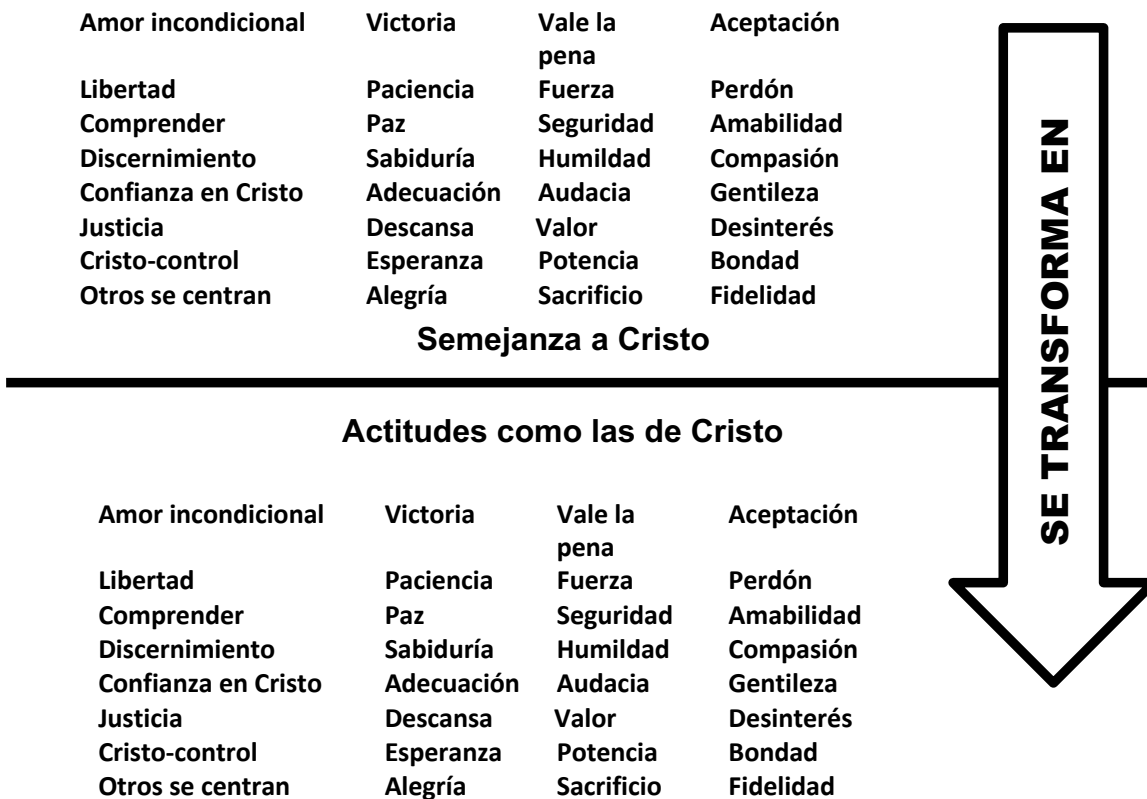 Amor incondicional Victoria Vale la pena Aceptación
Libertad Paciencia Fuerza Perdón
Comprender Paz Seguridad Amabilidad
Discernimiento Sabiduría Humildad Compasión
Confianza en Cristo Adecuación Audacia Gentileza
Justicia Descansa Valor Desinterés
Cristo-control Esperanza Potencia Bondad
Otros se centran Alegría Sacrificio Fidelidad
Semejanza a Cristo
SE TRANSFORMA EN
Actitudes como las de Cristo
Amor incondicional Victoria Vale la pena Aceptación
Libertad Paciencia Fuerza Perdón
Comprender Paz Seguridad Amabilidad
Discernimiento Sabiduría Humildad Compasión
Confianza en Cristo Adecuación Audacia Gentileza
Justicia Descansa Valor Desinterés
Cristo-control Esperanza Potencia Bondad
Otros se centran Alegría Sacrificio Fidelidad